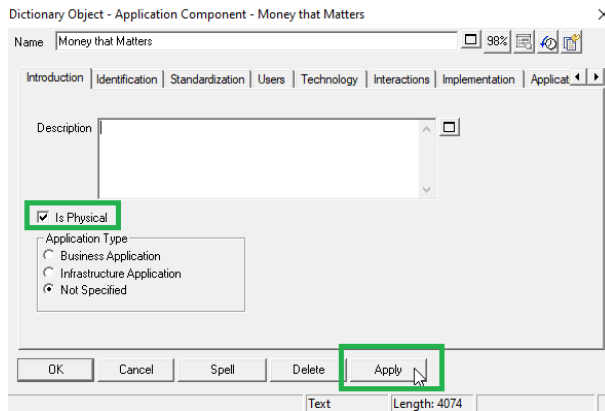 Dictionary Object - Application Component - Money that Matters
Name Money that Matters 98%
Introduction Identification Standardization Users Technology Interactions Implementation Applicat
Description
Is Physical
Application Type
Business Application
Infrastructure Application
Not Specified
OK Cancel Spell Delete Apply
Text Length: 4074